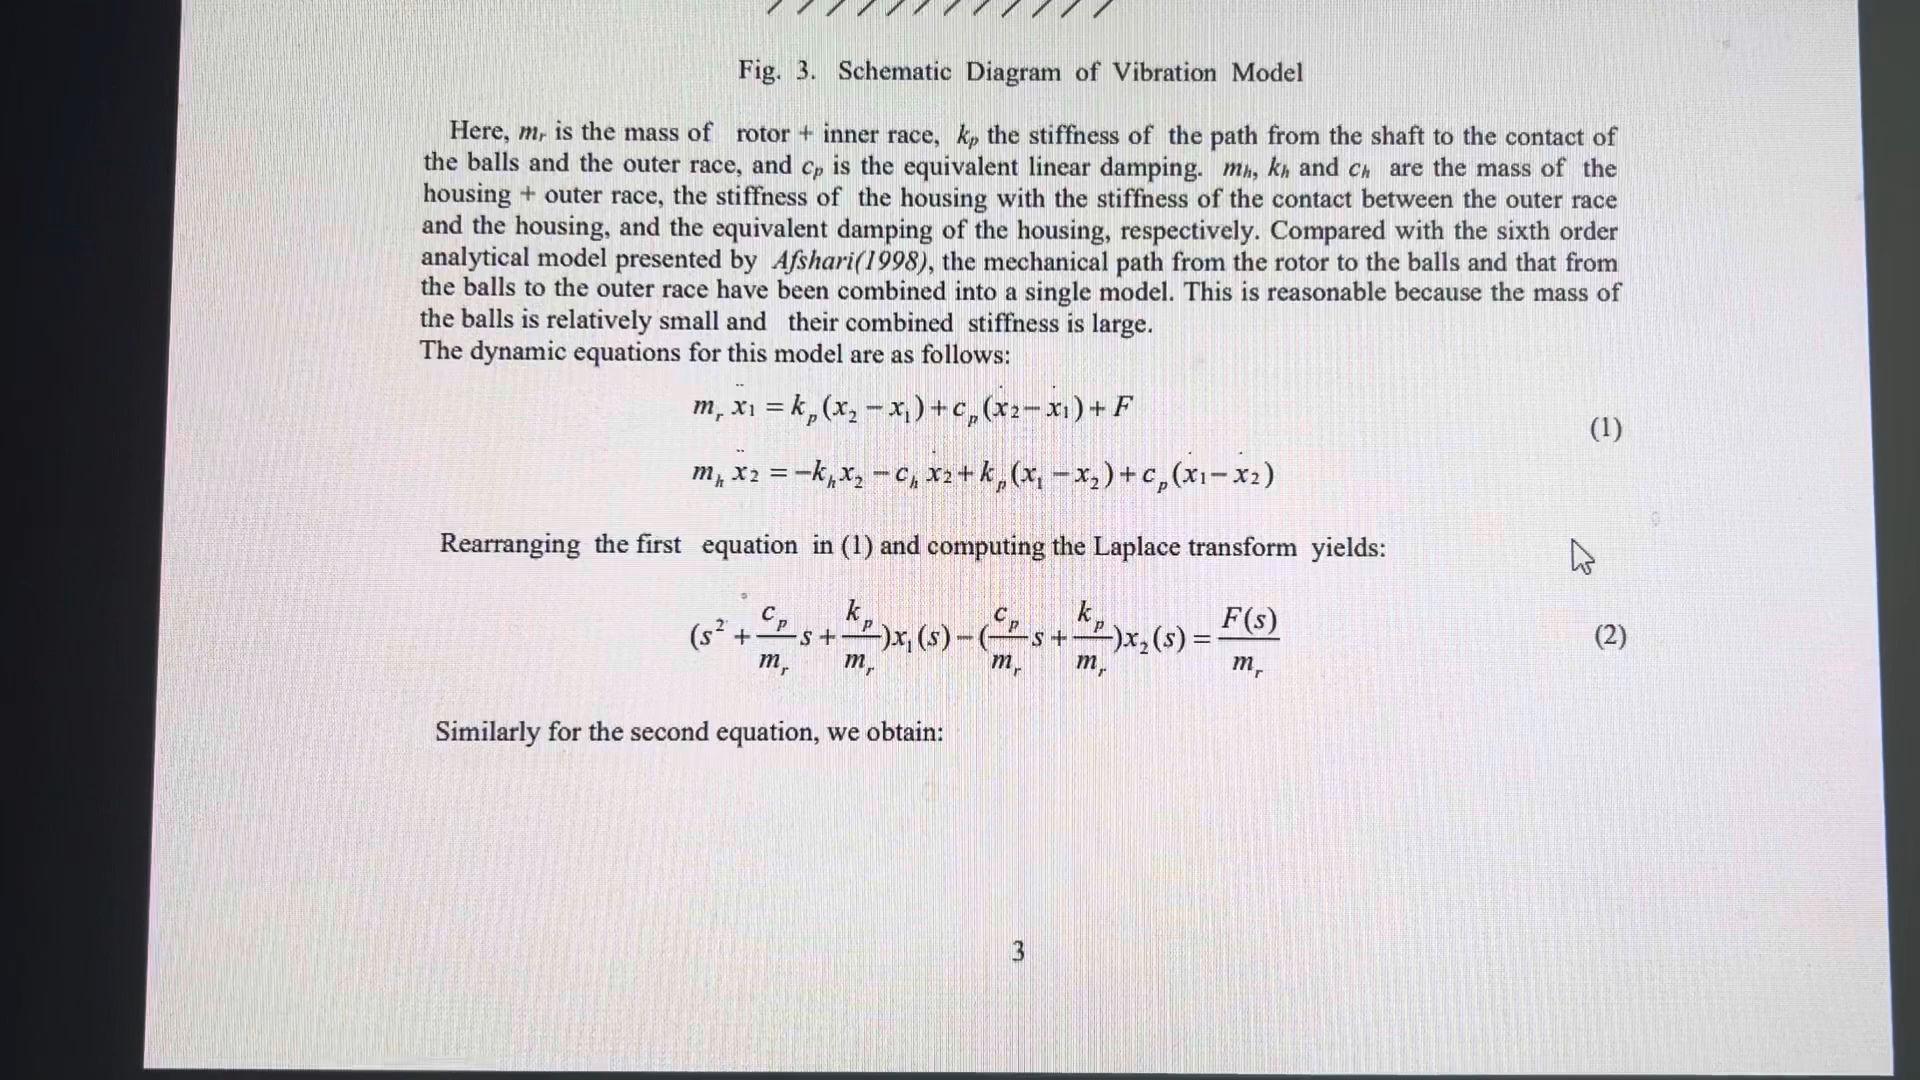 Fig. 3. Schematic Diagram of Vibration Model
Here, mᵣ is the mass of rotor + inner race, kₚ the stiffness of the path from the shaft to the contact of
the balls and the outer race, and cₚ is the equivalent linear damping. mₕ, kₕ and cₕ are the mass of the
housing + outer race, the stiffness of the housing with the stiffness of the contact between the outer race
and the housing, and the equivalent damping of the housing, respectively. Compared with the sixth order
analytical model presented by Afshari(1998), the mechanical path from the rotor to the balls and that from
the balls to the outer race have been combined into a single model. This is reasonable because the mass of
the balls is relatively small and their combined stiffness is large.
The dynamic equations for this model are as follows:
mᵣ ẍ₁ = kₚ(x₂ − x₁) + cₚ(ẋ₂ − ẋ₁) + F
(1)
mₕ ẍ₂ = −kₕx₂ − cₕ ẋ₂ + kₚ(x₁ − x₂) + cₚ(ẋ₁ − ẋ₂)
Rearranging the first equation in (1) and computing the Laplace transform yields:
(s² + cₚ/mᵣ s + kₚ/mᵣ)x₁(s) − (cₚ/mᵣ s + kₚ/mᵣ)x₂(s) = F(s)/mᵣ (2)
Similarly for the second equation, we obtain:
3